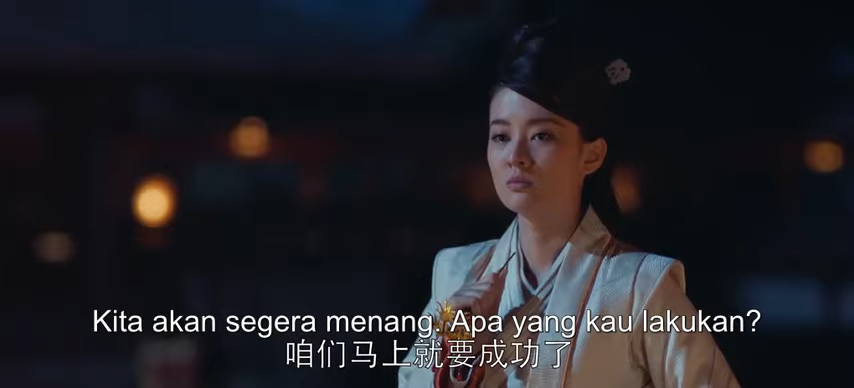 Kita akan segera menang. Apa yang kau lakukan?
咱们马上就要成功了